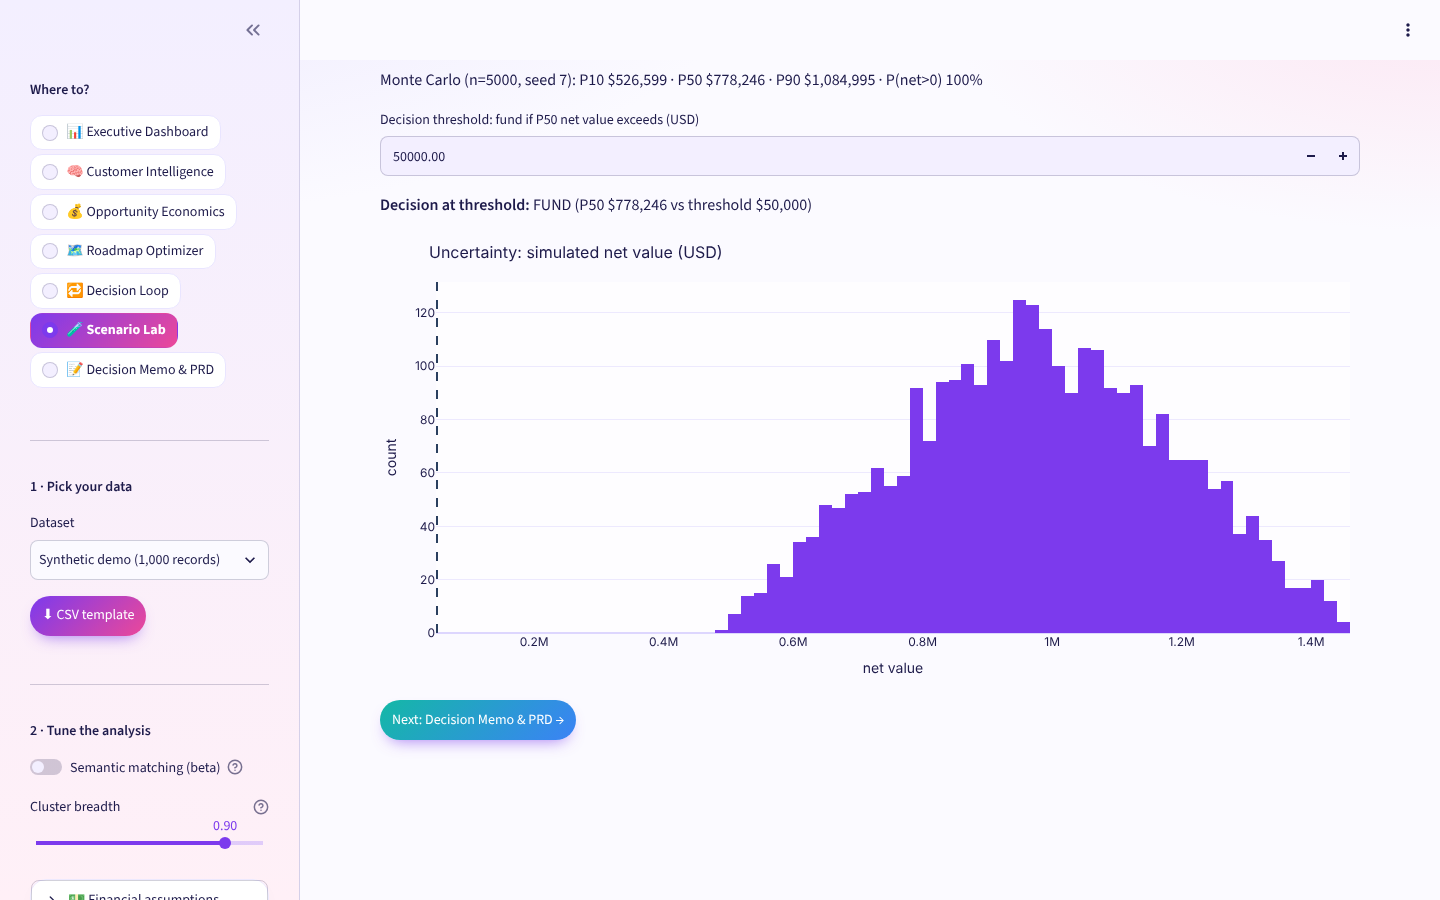 Where to?
📊 Executive Dashboard
🧠 Customer Intelligence
💰 Opportunity Economics
🗺️ Roadmap Optimizer
🔁 Decision Loop
🧪 Scenario Lab
📝 Decision Memo & PRD
1 · Pick your data
Dataset
Synthetic demo (1,000 records)
⬇ CSV template
2 · Tune the analysis
Semantic matching (beta)
Cluster breadth
0.90
💵 Financial assumptions
Monte Carlo (n=5000, seed 7): P10 $526,599 · P50 $778,246 · P90 $1,084,995 · P(net>0) 100%
Decision threshold: fund if P50 net value exceeds (USD)
50000.00
Decision at threshold: FUND (P50 $778,246 vs threshold $50,000)
Uncertainty: simulated net value (USD)
120
100
80
60
40
20
0
count
0.2M 0.4M 0.6M 0.8M 1M 1.2M 1.4M
net value
Next: Decision Memo & PRD →